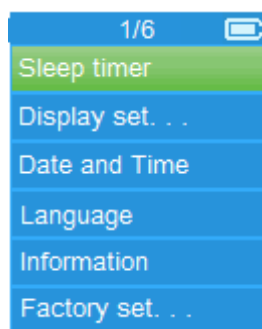 1/6
Sleep timer
Display set. . .
Date and Time
Language
Information
Factory set. . .